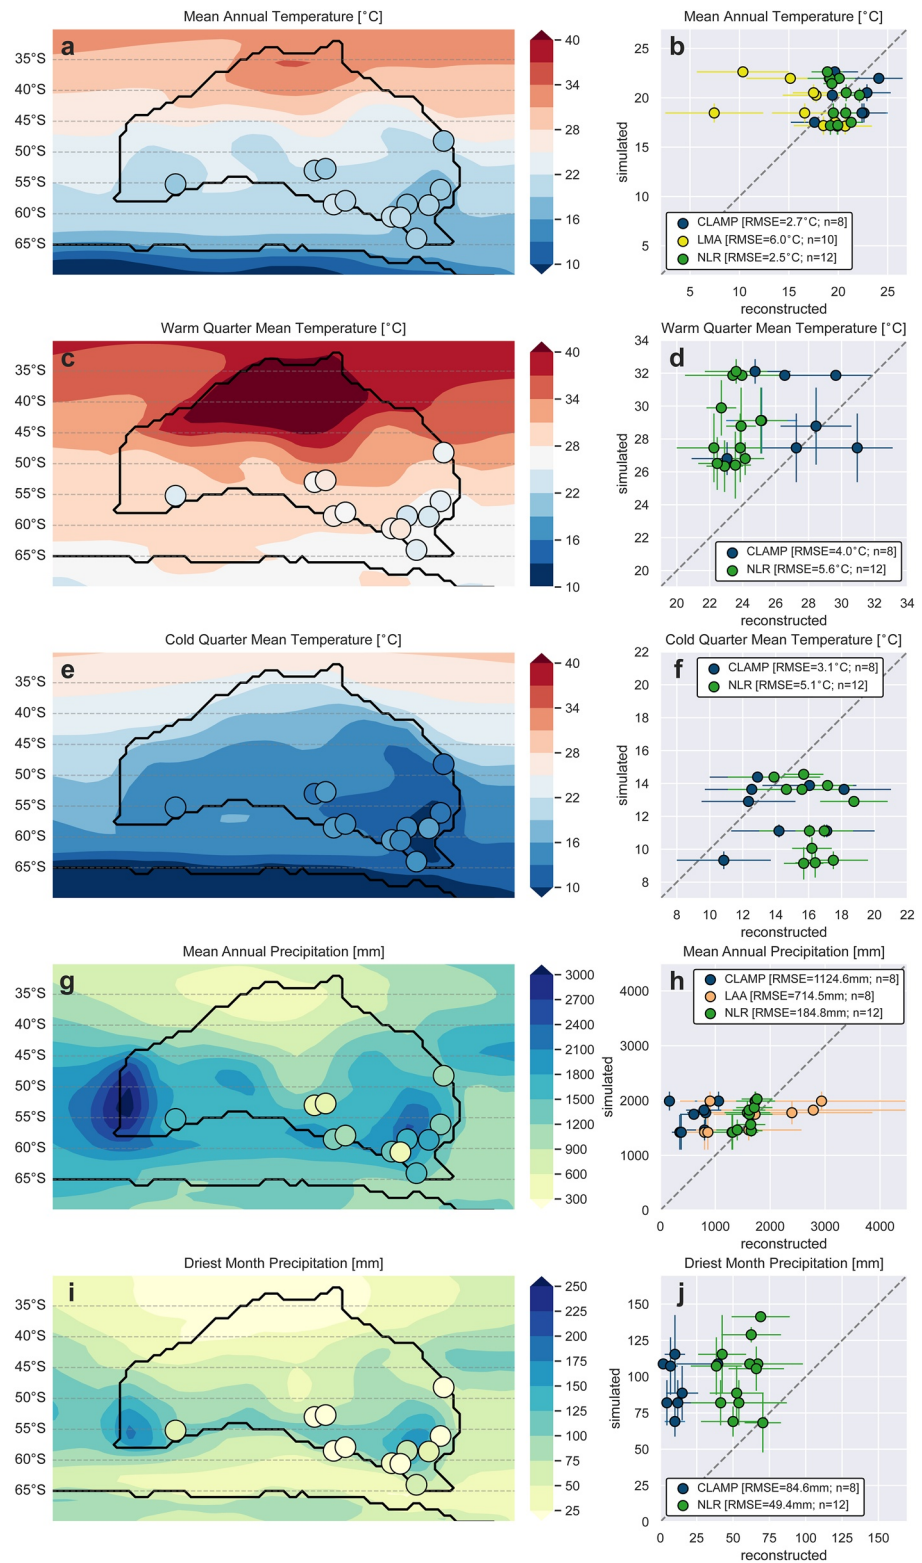 Mean Annual Temperature [°C]
a
35°S
40°S
45°S
50°S
55°S
60°S
65°S
40
34
28
22
16
10
Mean Annual Temperature [°C]
b
25
20
15
10
5
simulated
CLAMP [RMSE=2.7°C; n=8]
LMA [RMSE=6.0°C; n=10]
NLR [RMSE=2.5°C; n=12]
5 10 15 20 25
reconstructed
Warm Quarter Mean Temperature [°C]
c
35°S
40°S
45°S
50°S
55°S
60°S
65°S
40
34
28
22
16
10
Warm Quarter Mean Temperature [°C]
d
34
32
30
28
26
24
22
20
simulated
CLAMP [RMSE=4.0°C; n=8]
NLR [RMSE=5.6°C; n=12]
20 22 24 26 28 30 32 34
reconstructed
Cold Quarter Mean Temperature [°C]
e
35°S
40°S
45°S
50°S
55°S
60°S
65°S
40
34
28
22
16
10
Cold Quarter Mean Temperature [°C]
f
22
20
18
16
14
12
10
8
simulated
CLAMP [RMSE=3.1°C; n=8]
NLR [RMSE=5.1°C; n=12]
8 10 12 14 16 18 20 22
reconstructed
Mean Annual Precipitation [mm]
g
35°S
40°S
45°S
50°S
55°S
60°S
65°S
3000
2700
2400
2100
1800
1500
1200
900
600
300
Mean Annual Precipitation [mm]
h
4000
3000
2000
1000
0
simulated
CLAMP [RMSE=1124.6mm; n=8]
LAA [RMSE=714.5mm; n=8]
NLR [RMSE=184.8mm; n=12]
0 1000 2000 3000 4000
reconstructed
Driest Month Precipitation [mm]
i
35°S
40°S
45°S
50°S
55°S
60°S
65°S
250
225
200
175
150
125
100
75
50
25
Driest Month Precipitation [mm]
j
150
125
100
75
50
25
0
simulated
CLAMP [RMSE=84.6mm; n=8]
NLR [RMSE=49.4mm; n=12]
0 25 50 75 100 150
reconstructed